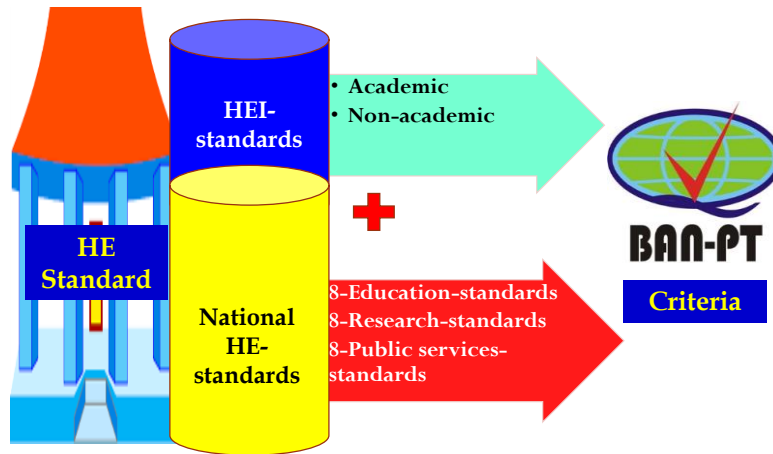 HE
Standard
HEI-
standards
• Academic
• Non-academic
National
HE-
standards
8-Education-standards
8-Research-standards
8-Public services-
standards
BAN-PT
Criteria